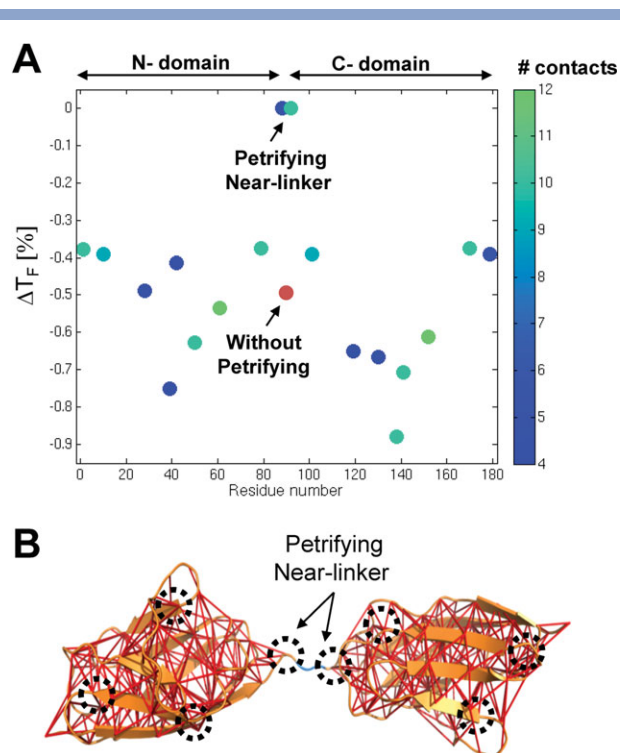 A
N- domain
C- domain
# contacts
0
-0.1
-0.2
-0.3
-0.4
-0.5
-0.6
-0.7
-0.8
-0.9
ΔT_F [%]
Petrifying
Near-linker
Without
Petrifying
0
20
40
60
80
100
120
140
160
180
Residue number
12
11
10
9
8
7
6
5
4
B
Petrifying
Near-linker